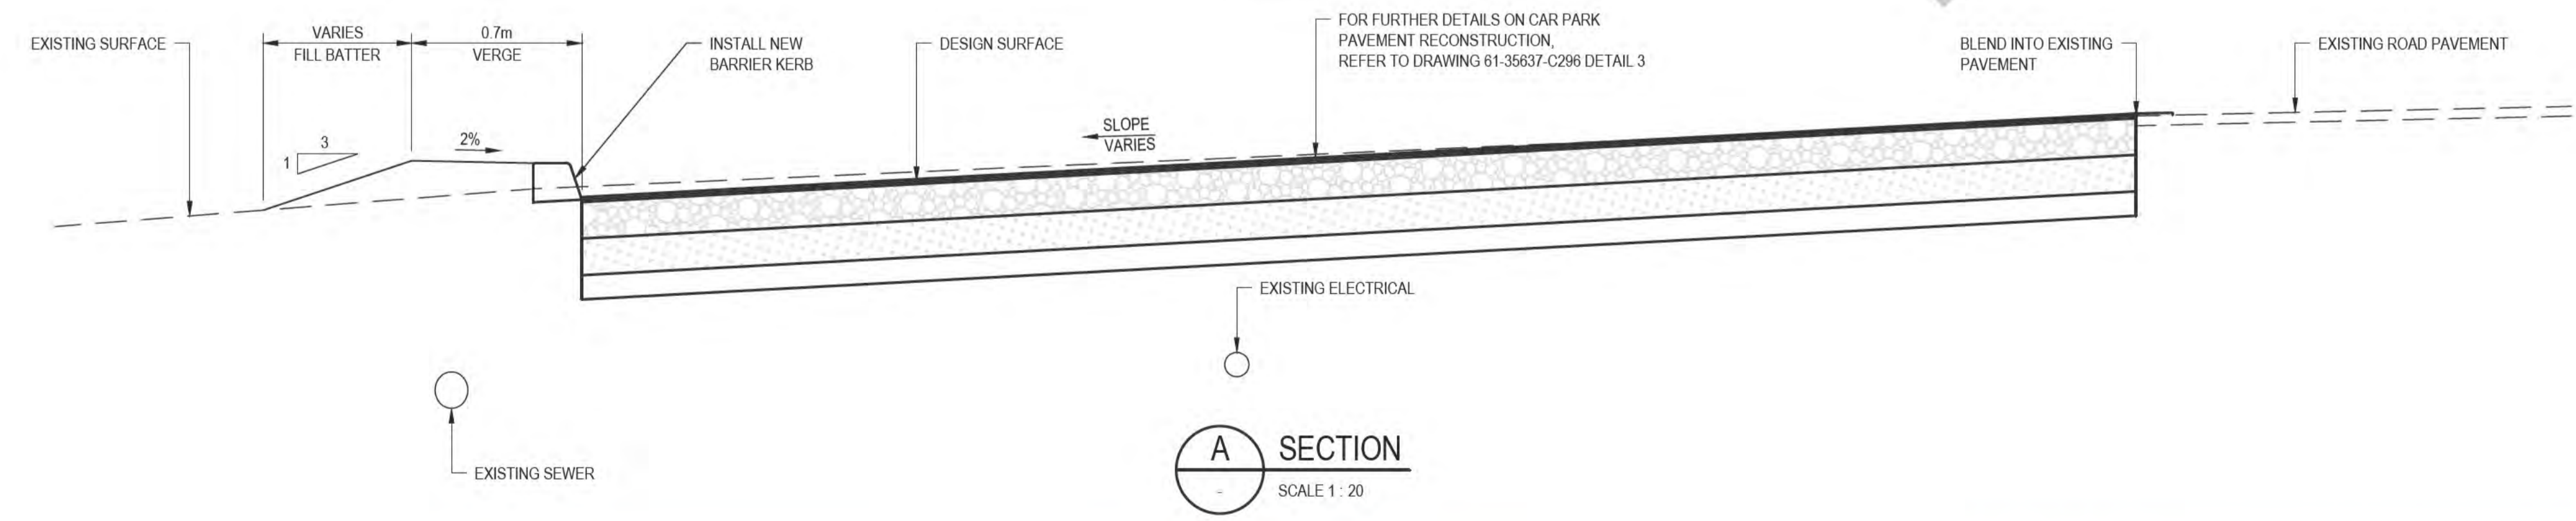 EXISTING SURFACE
VARIES
FILL BATTER
0.7m
VERGE
INSTALL NEW
BARRIER KERB
DESIGN SURFACE
FOR FURTHER DETAILS ON CAR PARK
PAVEMENT RECONSTRUCTION,
REFER TO DRAWING 61-35637-C296 DETAIL 3
BLEND INTO EXISTING
PAVEMENT
EXISTING ROAD PAVEMENT
3
1
2%
SLOPE
VARIES
EXISTING ELECTRICAL
EXISTING SEWER
A
-
SECTION
SCALE 1 : 20